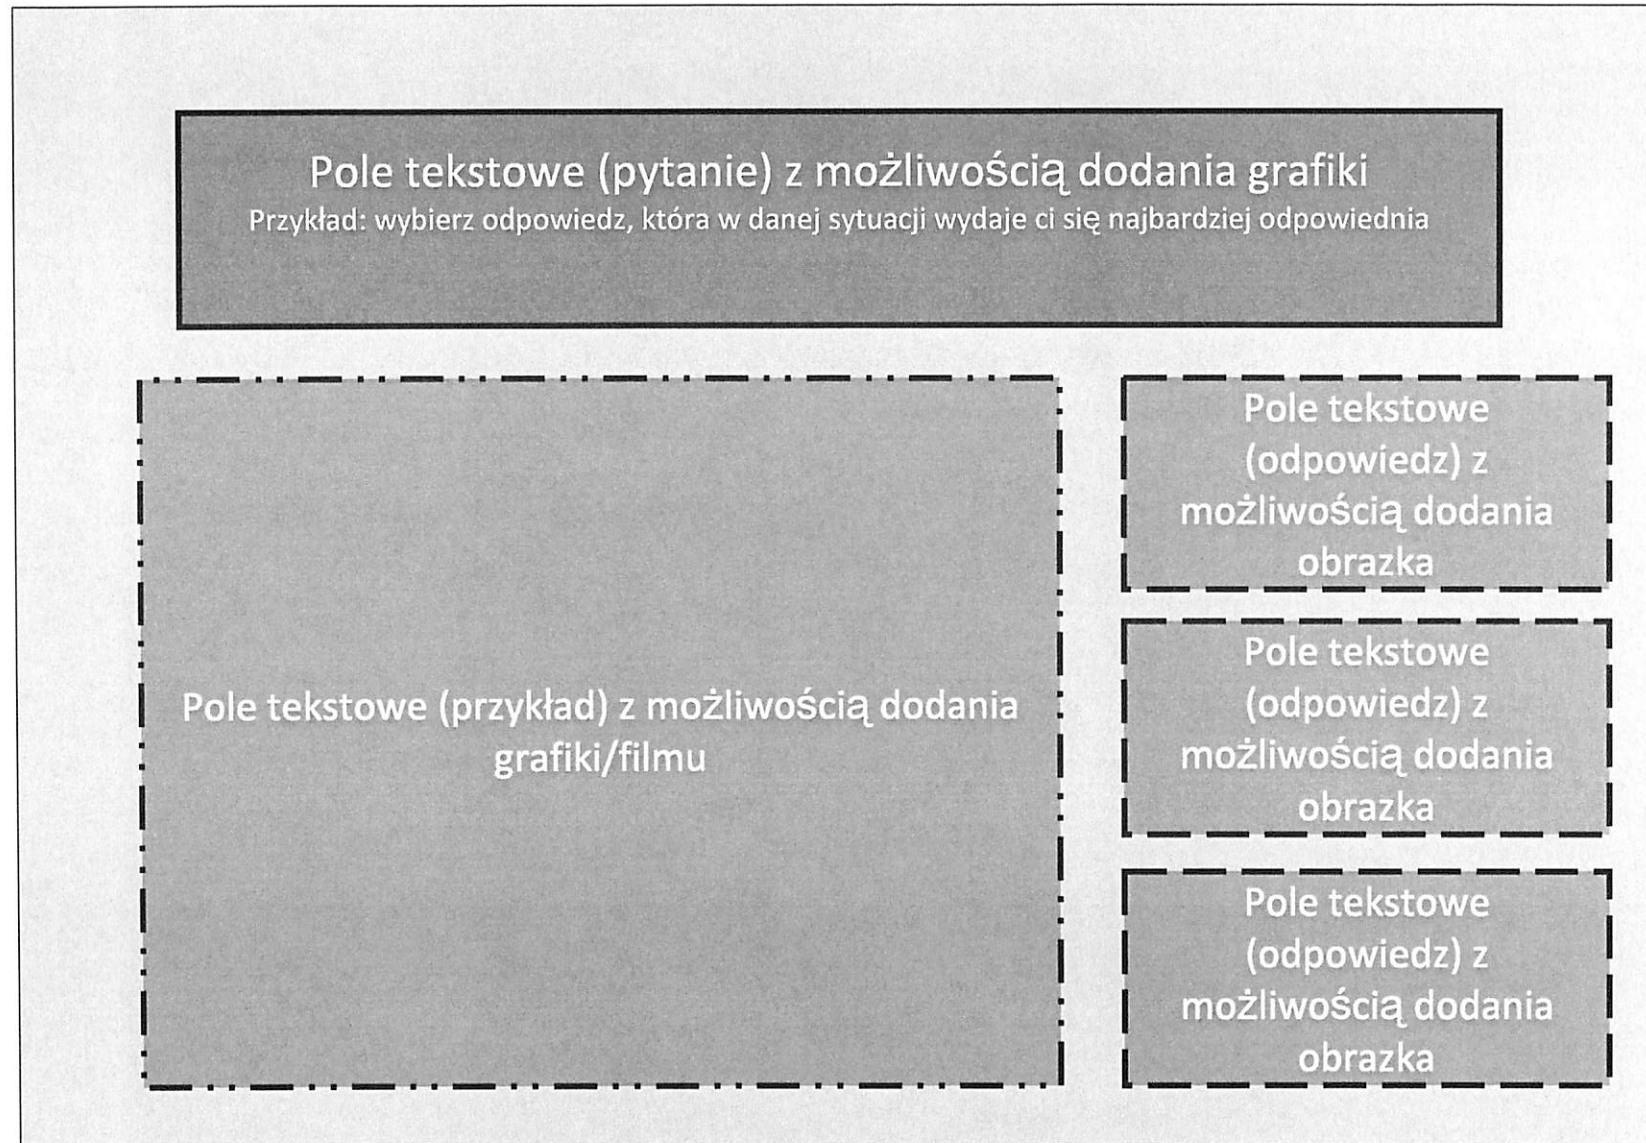 Pole tekstowe (pytanie) z możliwością dodania grafiki
Przykład: wybierz odpowiedz, która w danej sytuacji wydaje ci się najbardziej odpowiednia
Pole tekstowe (przykład) z możliwością dodania
grafiki/filmu
Pole tekstowe
(odpowiedz) z
możliwością dodania
obrazka
Pole tekstowe
(odpowiedz) z
możliwością dodania
obrazka
Pole tekstowe
(odpowiedz) z
możliwością dodania
obrazka